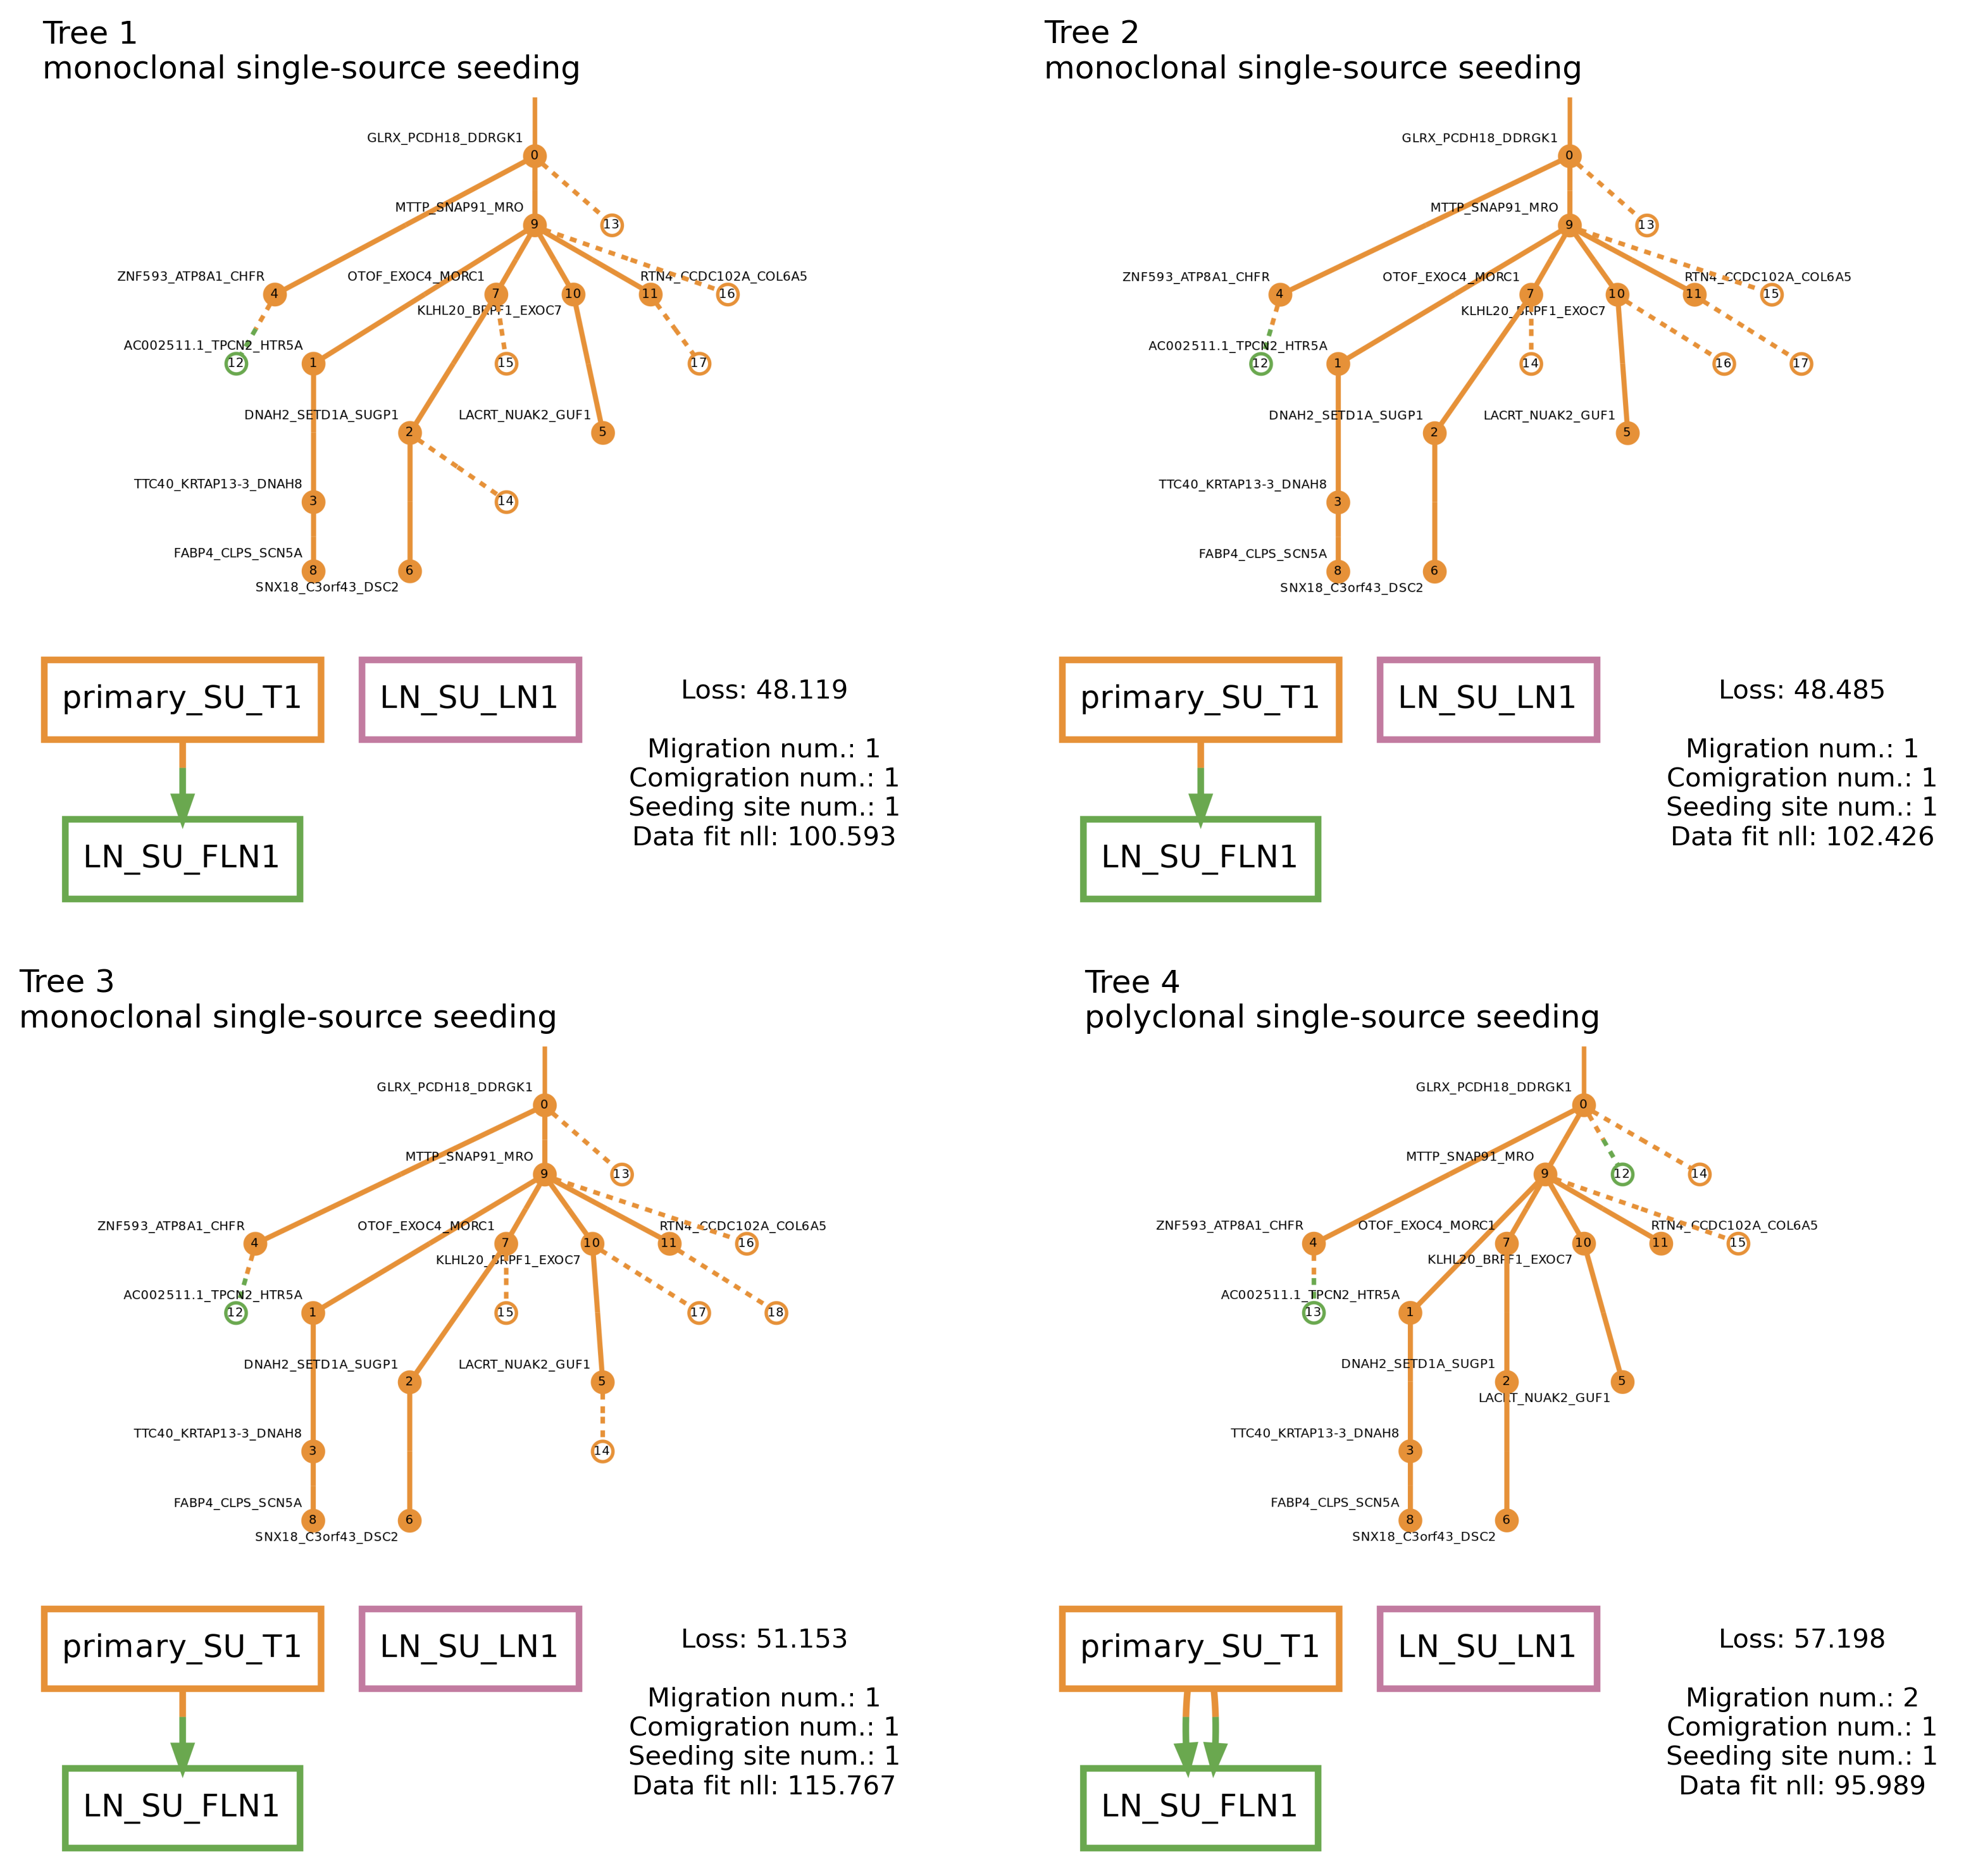 Tree 1
monoclonal single-source seeding
GLRX_PCDH18_DDRGK1
0
MTTP_SNAP91_MRO
9
13
ZNF593_ATP8A1_CHFR
OTOF_EXOC4_MORC1
RTN4_CCDC102A_COL6A5
4
7
10
11
16
KLHL20_BRPF1_EXOC7
AC002511.1_TPCN2_HTR5A
12
1
15
17
DNAH2_SETD1A_SUGP1
LACRT_NUAK2_GUF1
2
5
TTC40_KRTAP13-3_DNAH8
3
14
FABP4_CLPS_SCN5A
8
6
SNX18_C3orf43_DSC2
primary_SU_T1
LN_SU_LN1
LN_SU_FLN1
Loss: 48.119
Migration num.: 1
Comigration num.: 1
Seeding site num.: 1
Data fit nll: 100.593
Tree 2
monoclonal single-source seeding
GLRX_PCDH18_DDRGK1
0
MTTP_SNAP91_MRO
9
13
ZNF593_ATP8A1_CHFR
OTOF_EXOC4_MORC1
RTN4_CCDC102A_COL6A5
4
7
10
11
15
KLHL20_BRPF1_EXOC7
AC002511.1_TPCN2_HTR5A
12
1
14
16
17
DNAH2_SETD1A_SUGP1
LACRT_NUAK2_GUF1
2
5
TTC40_KRTAP13-3_DNAH8
3
FABP4_CLPS_SCN5A
8
6
SNX18_C3orf43_DSC2
primary_SU_T1
LN_SU_LN1
LN_SU_FLN1
Loss: 48.485
Migration num.: 1
Comigration num.: 1
Seeding site num.: 1
Data fit nll: 102.426
Tree 3
monoclonal single-source seeding
GLRX_PCDH18_DDRGK1
0
MTTP_SNAP91_MRO
9
13
ZNF593_ATP8A1_CHFR
OTOF_EXOC4_MORC1
RTN4_CCDC102A_COL6A5
4
7
10
11
16
KLHL20_BRPF1_EXOC7
AC002511.1_TPCN2_HTR5A
12
1
15
17
18
DNAH2_SETD1A_SUGP1
LACRT_NUAK2_GUF1
2
5
TTC40_KRTAP13-3_DNAH8
3
14
FABP4_CLPS_SCN5A
8
6
SNX18_C3orf43_DSC2
primary_SU_T1
LN_SU_LN1
LN_SU_FLN1
Loss: 51.153
Migration num.: 1
Comigration num.: 1
Seeding site num.: 1
Data fit nll: 115.767
Tree 4
polyclonal single-source seeding
GLRX_PCDH18_DDRGK1
0
MTTP_SNAP91_MRO
9
12
14
ZNF593_ATP8A1_CHFR
OTOF_EXOC4_MORC1
RTN4_CCDC102A_COL6A5
4
7
10
11
15
KLHL20_BRPF1_EXOC7
AC002511.1_TPCN2_HTR5A
13
1
DNAH2_SETD1A_SUGP1
2
5
LACRT_NUAK2_GUF1
TTC40_KRTAP13-3_DNAH8
3
FABP4_CLPS_SCN5A
8
6
SNX18_C3orf43_DSC2
primary_SU_T1
LN_SU_LN1
LN_SU_FLN1
Loss: 57.198
Migration num.: 2
Comigration num.: 1
Seeding site num.: 1
Data fit nll: 95.989